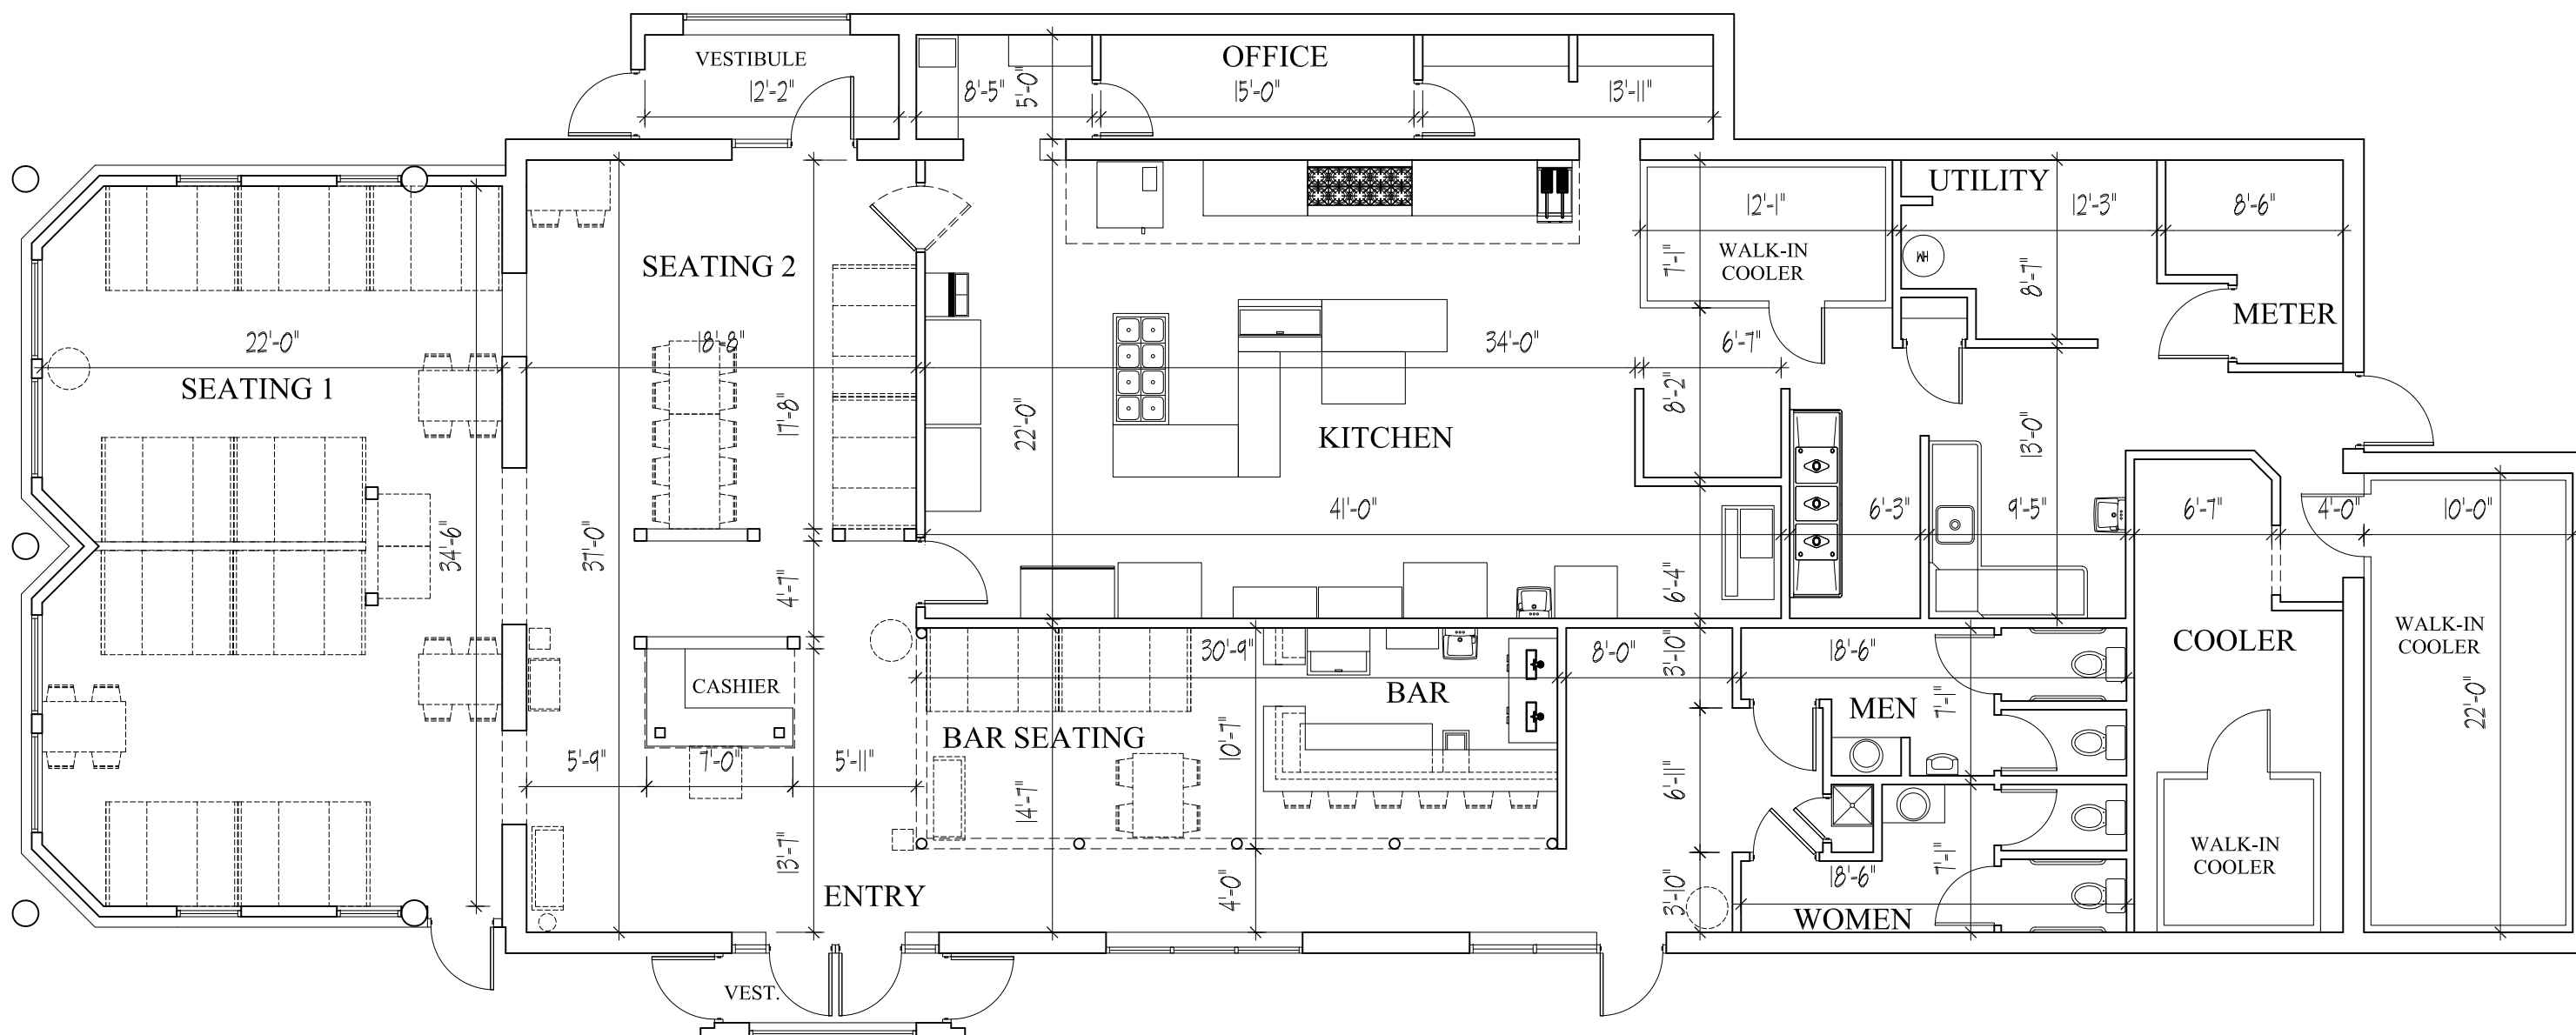 VESTIBULE
12'-2"
8'-5"
5'-0"
OFFICE
15'-0"
13'-11"
SEATING 2
18'-8"
17'-8"
37'-0"
4'-7"
22'-0"
SEATING 1
34'-6"
KITCHEN
34'-0"
22'-0"
41'-0"
12'-1"
7'-1"
WALK-IN
COOLER
6'-7"
8'-2"
6'-4"
UTILITY
12'-3"
8'-7"
HW
8'-6"
METER
13'-0"
6'-3"
9'-5"
6'-7"
4'-0"
10'-0"
WALK-IN
COOLER
22'-0"
COOLER
WALK-IN
COOLER
CASHIER
5'-9"
7'-0"
5'-11"
13'-7"
ENTRY
VEST.
30'-9"
BAR
BAR SEATING
10'-7"
14'-7"
4'-0"
8'-0"
3'-10"
6'-11"
3'-10"
18'-6"
MEN
7'-1"
7'-1"
18'-6"
WOMEN